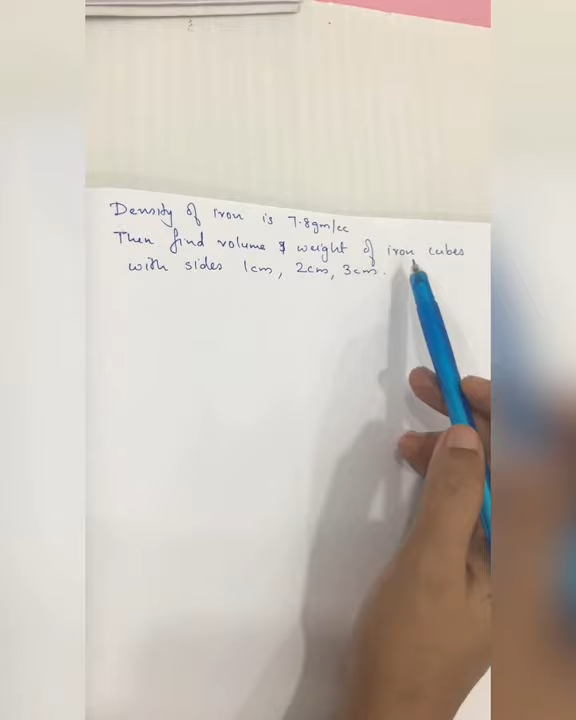 Density of iron is 7.8gm/cc
Then find volume & weight of iron cubes
with sides 1cm, 2cm, 3cm.